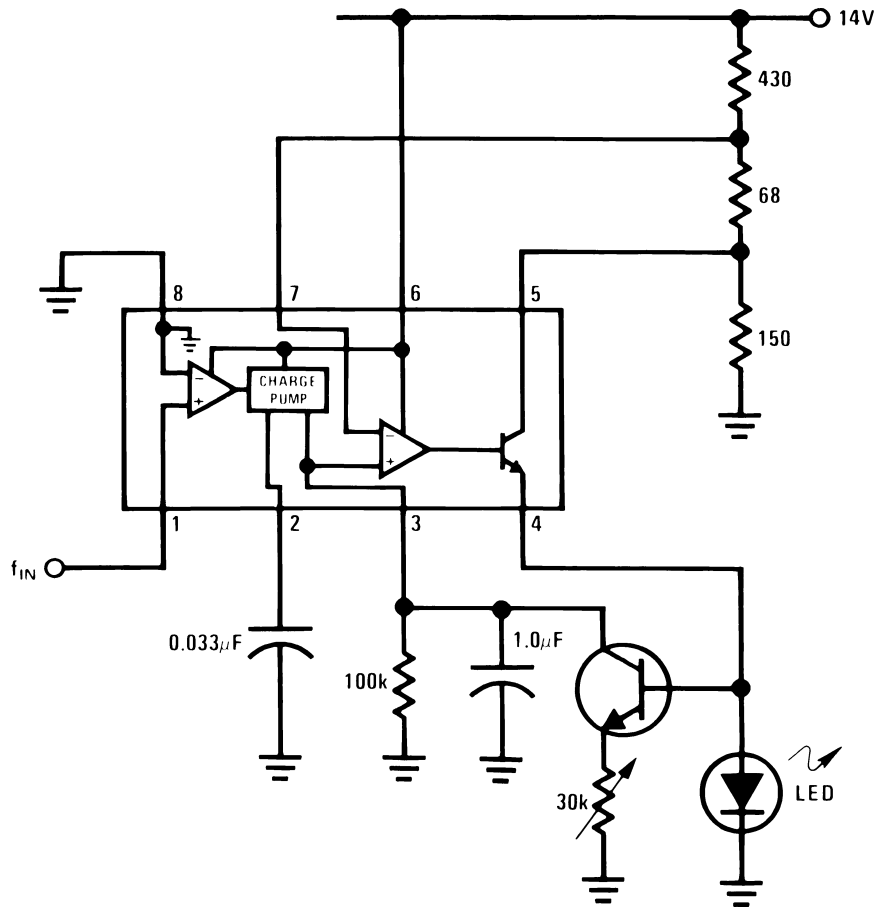 14V
430
68
8 7 6 5
150
CHARGE
PUMP
−
+
−
+
1 2 3 4
fIN
0.033μF
100k
1.0μF
30k
LED